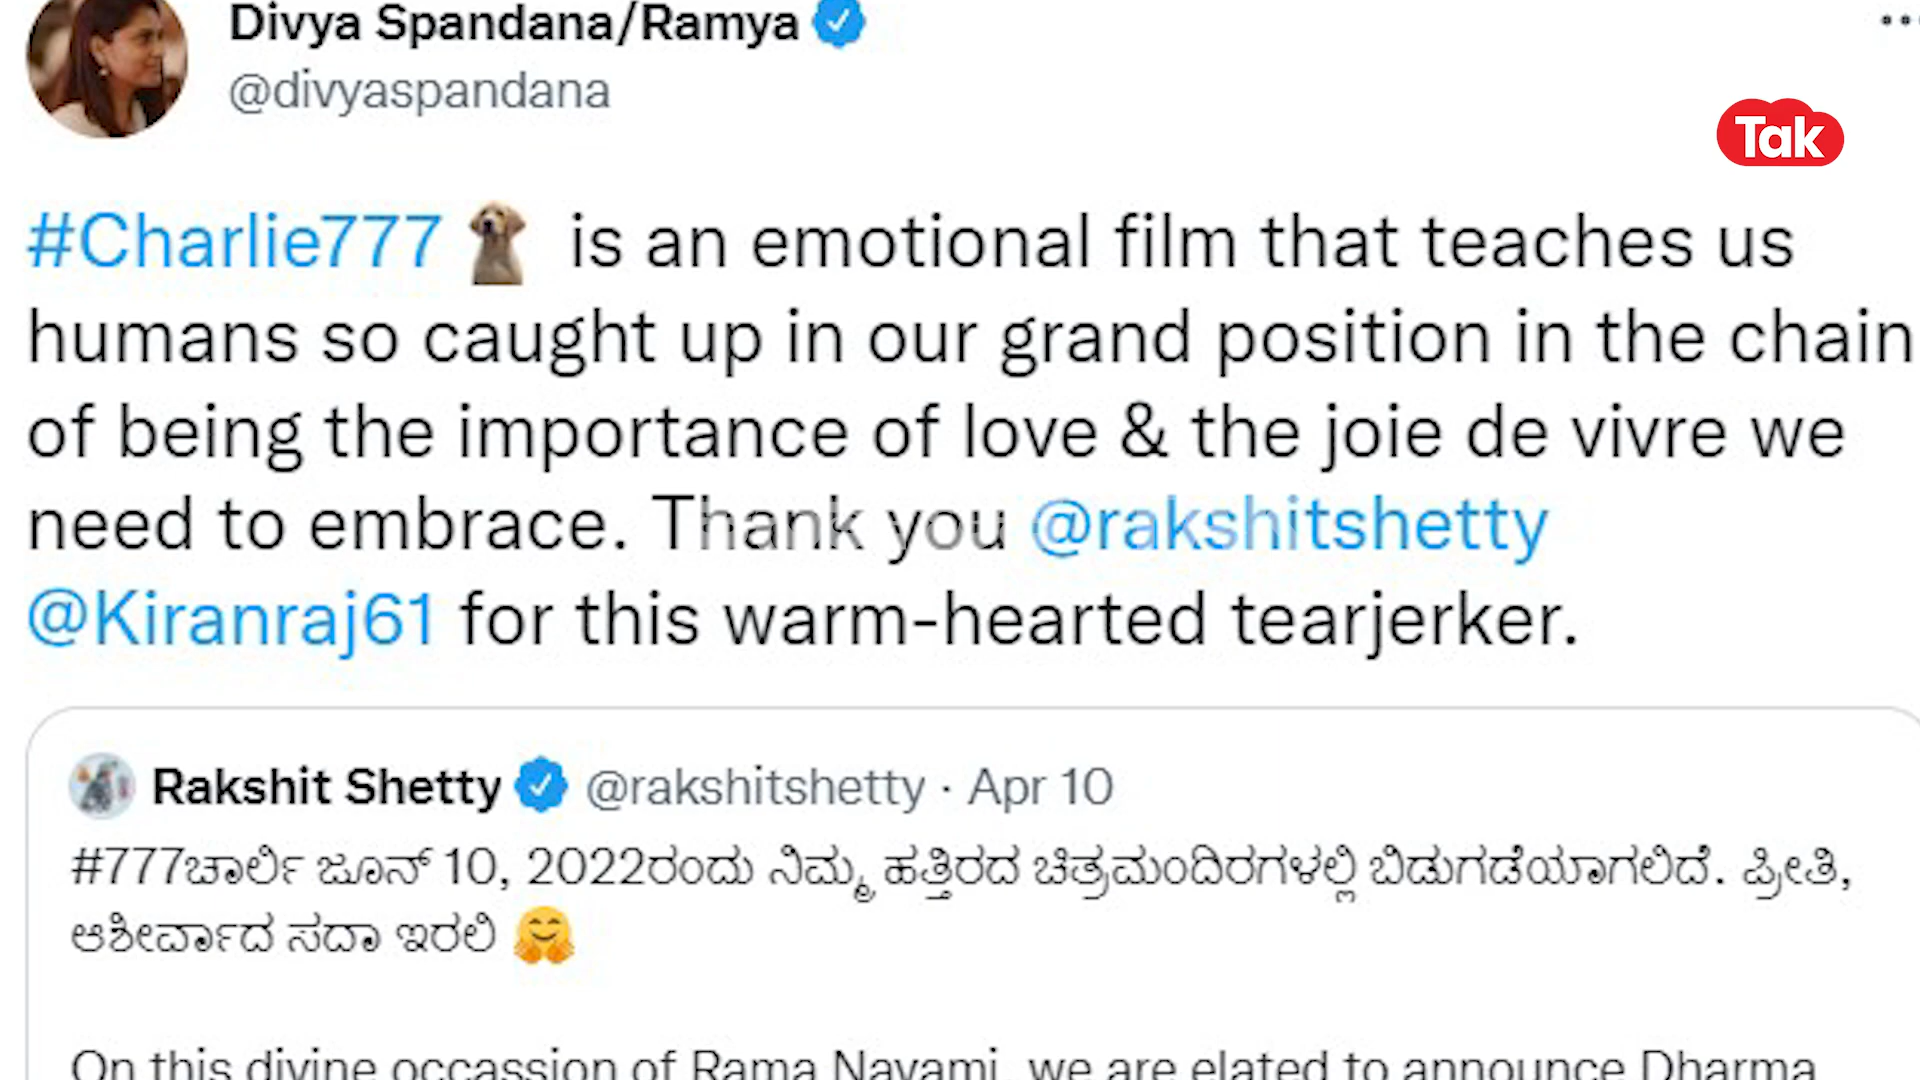 Divya Spandana/Ramya
@divyaspandana
Tak
#Charlie777 is an emotional film that teaches us
humans so caught up in our grand position in the chain
of being the importance of love & the joie de vivre we
need to embrace. Thank you @rakshitshetty
@Kiranraj61 for this warm-hearted tearjerker.
Rakshit Shetty @rakshitshetty · Apr 10
#777ಚಾರ್ಲಿ ಜೂನ್ 10, 2022ರಂದು ನಿಮ್ಮ ಹತ್ತಿರದ ಚಿತ್ರಮಂದಿರಗಳಲ್ಲಿ ಬಿಡುಗಡೆಯಾಗಲಿದೆ. ಪ್ರೀತಿ,
ಆಶೀರ್ವಾದ ಸದಾ ಇರಲಿ 🤗
On this divine occassion of Rama Navami, we are elated to announce Dharma